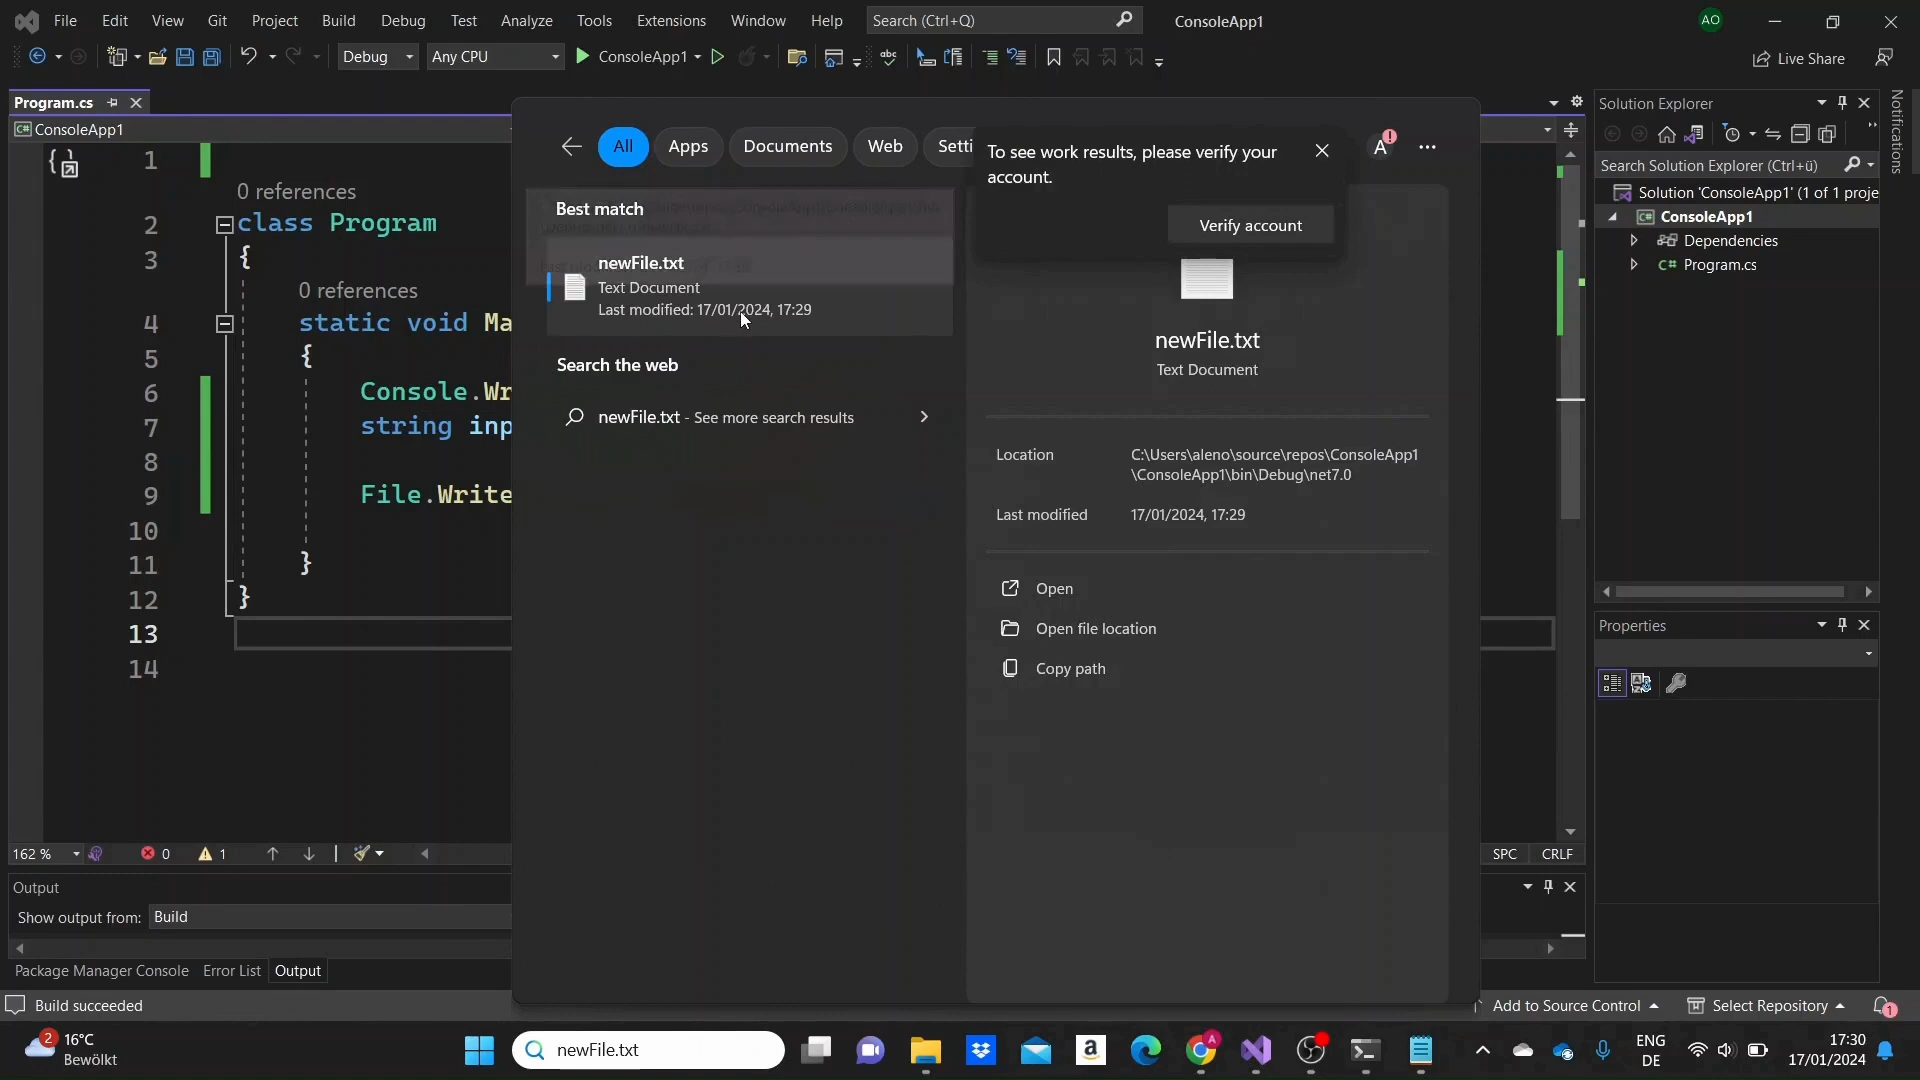 File Edit View Git Project Build Debug Test Analyze Tools Extensions Window Help Search (Ctrl+Q) ConsoleApp1 AO
Debug Any CPU ConsoleApp1 Live Share
Program.cs
ConsoleApp1
1
0 references
2 class Program
3 {
0 references
4 static void Ma
5 {
6 Console.Wr
7 string inp
8
9 File.Write
10
11 }
12 }
13
14
All Apps Documents Web Setti
To see work results, please verify your
account.
Verify account
A
Best match
newFile.txt
Text Document
Last modified: 17/01/2024, 17:29
Search the web
newFile.txt - See more search results
newFile.txt
Text Document
Location C:\Users\aleno\source\repos\ConsoleApp1
\ConsoleApp1\bin\Debug\net7.0
Last modified 17/01/2024, 17:29
Open
Open file location
Copy path
Solution Explorer
Search Solution Explorer (Ctrl+ü)
Solution 'ConsoleApp1' (1 of 1 proje
ConsoleApp1
Dependencies
C# Program.cs
Notifications
Properties
162 % 0 1 SPC CRLF
Output
Show output from: Build
Package Manager Console Error List Output
Build succeeded Add to Source Control Select Repository 1
2 16°C
Bewölkt
newFile.txt
ENG
DE
17:30
17/01/2024